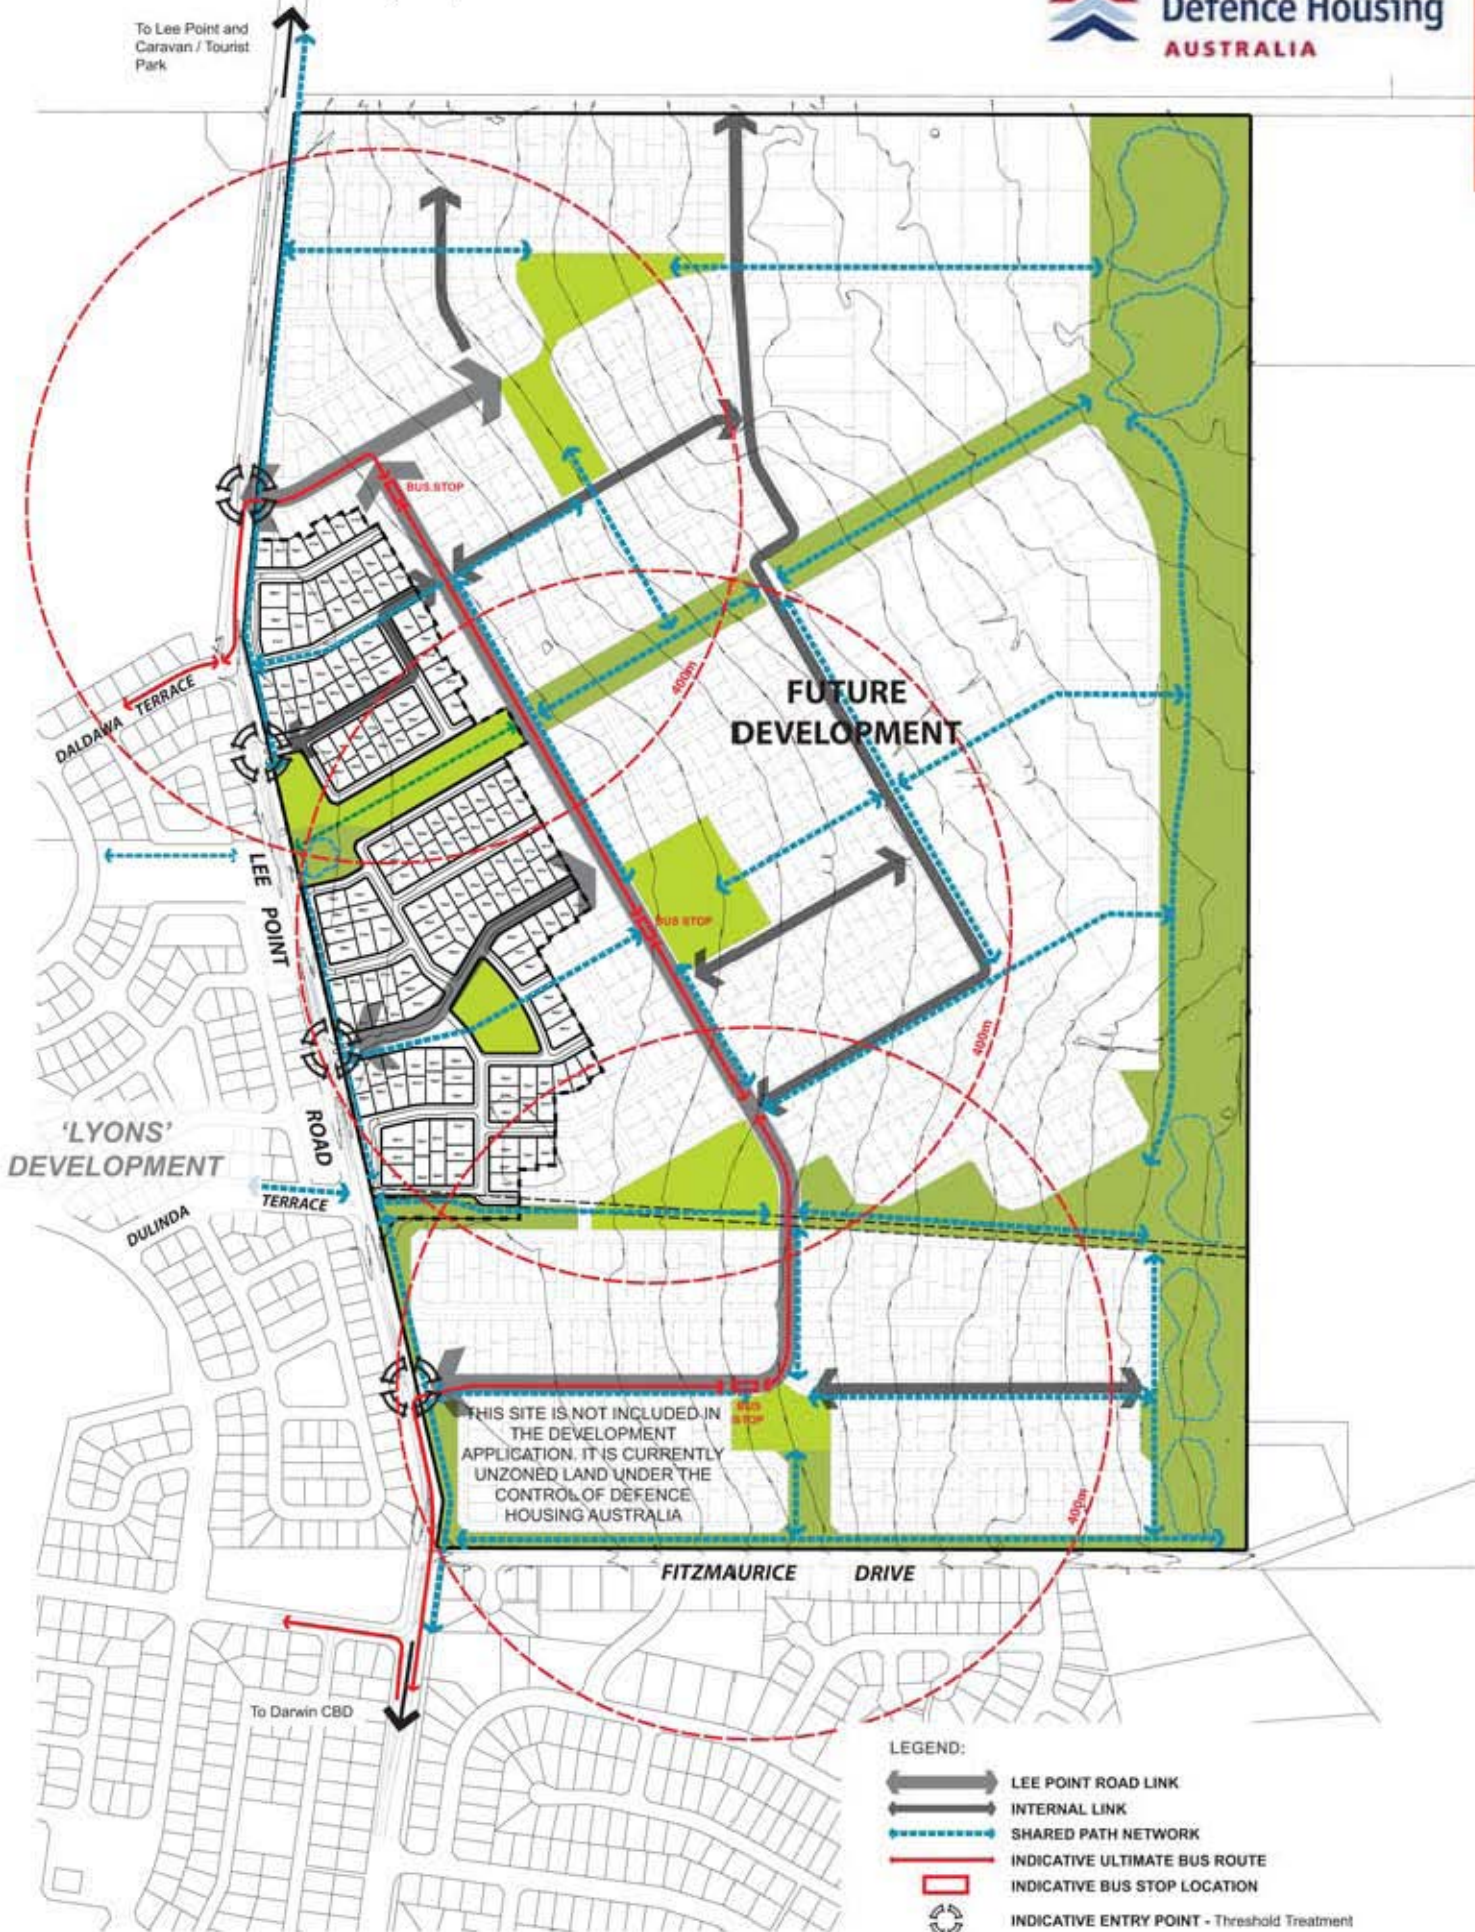 Defence Housing
AUSTRALIA
To Lee Point and
Caravan / Tourist
Park
BUS STOP
400m
FUTURE
DEVELOPMENT
DALDAWA TERRACE
LEE POINT ROAD
BUS STOP
400m
'LYONS'
DEVELOPMENT
DULINDA TERRACE
BUS
STOP
THIS SITE IS NOT INCLUDED IN
THE DEVELOPMENT
APPLICATION. IT IS CURRENTLY
UNZONED LAND UNDER THE
CONTROL OF DEFENCE
HOUSING AUSTRALIA
400m
FITZMAURICE DRIVE
To Darwin CBD
LEGEND:
LEE POINT ROAD LINK
INTERNAL LINK
SHARED PATH NETWORK
INDICATIVE ULTIMATE BUS ROUTE
INDICATIVE BUS STOP LOCATION
INDICATIVE ENTRY POINT - Threshold Treatment